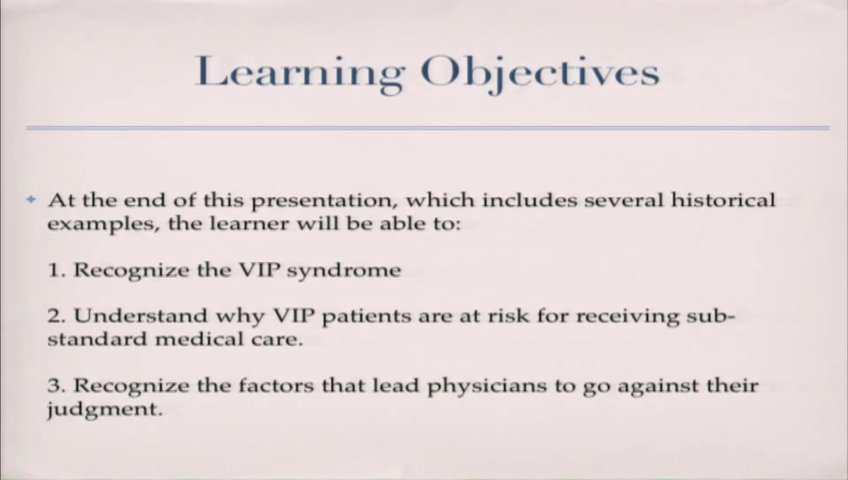 Learning Objectives
At the end of this presentation, which includes several historical
examples, the learner will be able to:
1. Recognize the VIP syndrome
2. Understand why VIP patients are at risk for receiving sub-
standard medical care.
3. Recognize the factors that lead physicians to go against their
judgment.